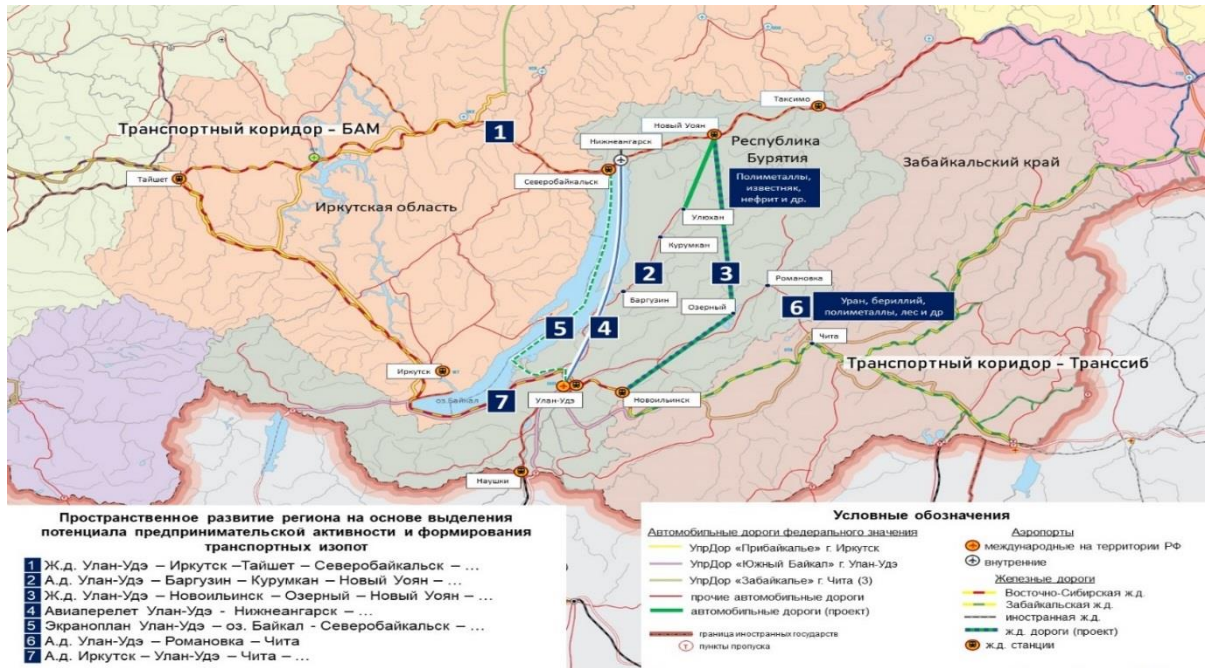 Транспортный коридор – БАМ
1
Таксимо
Новый Уоян
Нижнеангарск
Республика
Бурятия
Забайкальский край
Тайшет
Северобайкальск
Полиметаллы,
известняк,
нефрит и др.
Иркутская область
Улюхан
Курумкан
2
3
Романовка
Баргузин
Озерный
6
Уран, бериллий,
полиметаллы, лес и др
5
4
Чита
Транспортный коридор – Транссиб
Иркутск
оз.Байкал
7
Улан-Удэ
Новоильинск
Наушки
Пространственное развитие региона на основе выделения
потенциала предпринимательской активности и формирования
транспортных изопот
1 Ж.д. Улан-Удэ – Иркутск –Тайшет – Северобайкальск – ...
2 А.д. Улан-Удэ – Баргузин – Курумкан – Новый Уоян – ...
3 Ж.д. Улан-Удэ – Новоильинск – Озерный – Новый Уоян – ...
4 Авиаперелет Улан-Удэ - Нижнеангарск – ...
5 Экраноплан Улан-Удэ – оз. Байкал - Северобайкальск – ...
6 А.д. Улан-Удэ – Романовка – Чита
7 А.д. Иркутск – Улан-Удэ – Чита – ...
Условные обозначения
Автомобильные дороги федерального значения
УпрДор «Прибайкалье» г. Иркутск
УпрДор «Южный Байкал» г. Улан-Удэ
УпрДор «Забайкалье» г. Чита (3)
прочие автомобильные дороги
автомобильные дороги (проект)
граница иностранных государств
пункты пропуска
Аэропорты
международные на территории РФ
внутренние
Железные дороги
Восточно-Сибирская ж.д.
Забайкальская ж.д.
иностранная ж.д.
ж.д. дороги (проект)
ж.д. станции